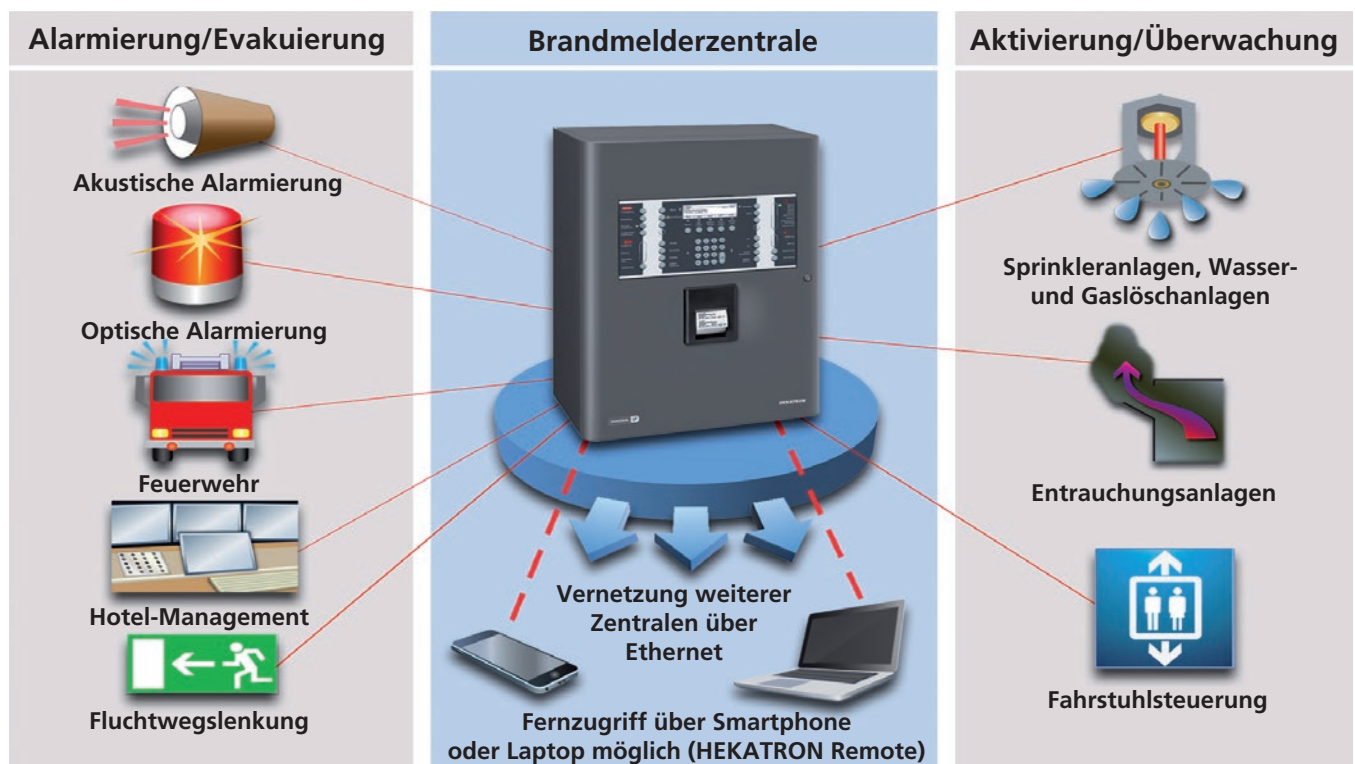 Alarmierung/Evakuierung
Akustische Alarmierung
Optische Alarmierung
Feuerwehr
Hotel-Management
Fluchtwegslenkung
Brandmelderzentrale
HEKATRON
Vernetzung weiterer
Zentralen über
Ethernet
Fernzugriff über Smartphone
oder Laptop möglich (HEKATRON Remote)
Aktivierung/Überwachung
Sprinkleranlagen, Wasser-
und Gaslöschanlagen
Entrauchungsanlagen
Fahrstuhlsteuerung